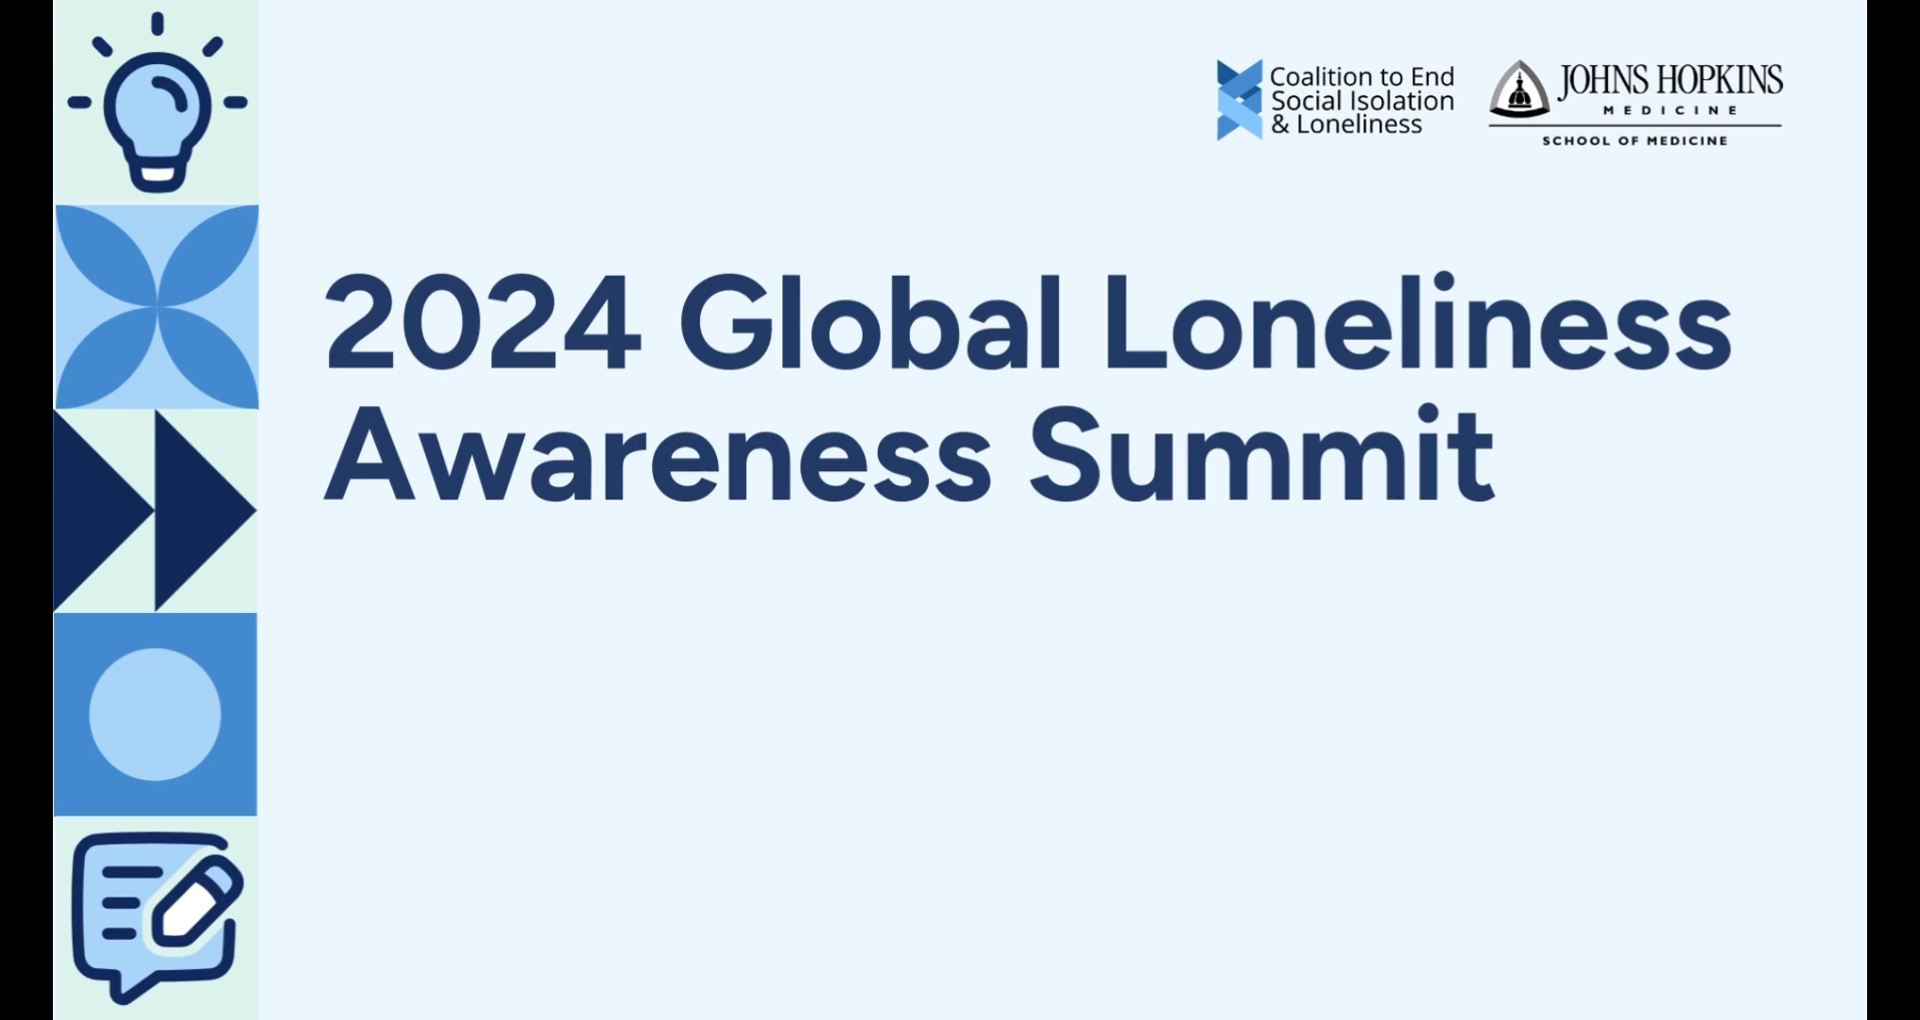 Coalition to End
Social Isolation
& Loneliness
JOHNS HOPKINS
MEDICINE
SCHOOL OF MEDICINE
2024 Global Loneliness
Awareness Summit